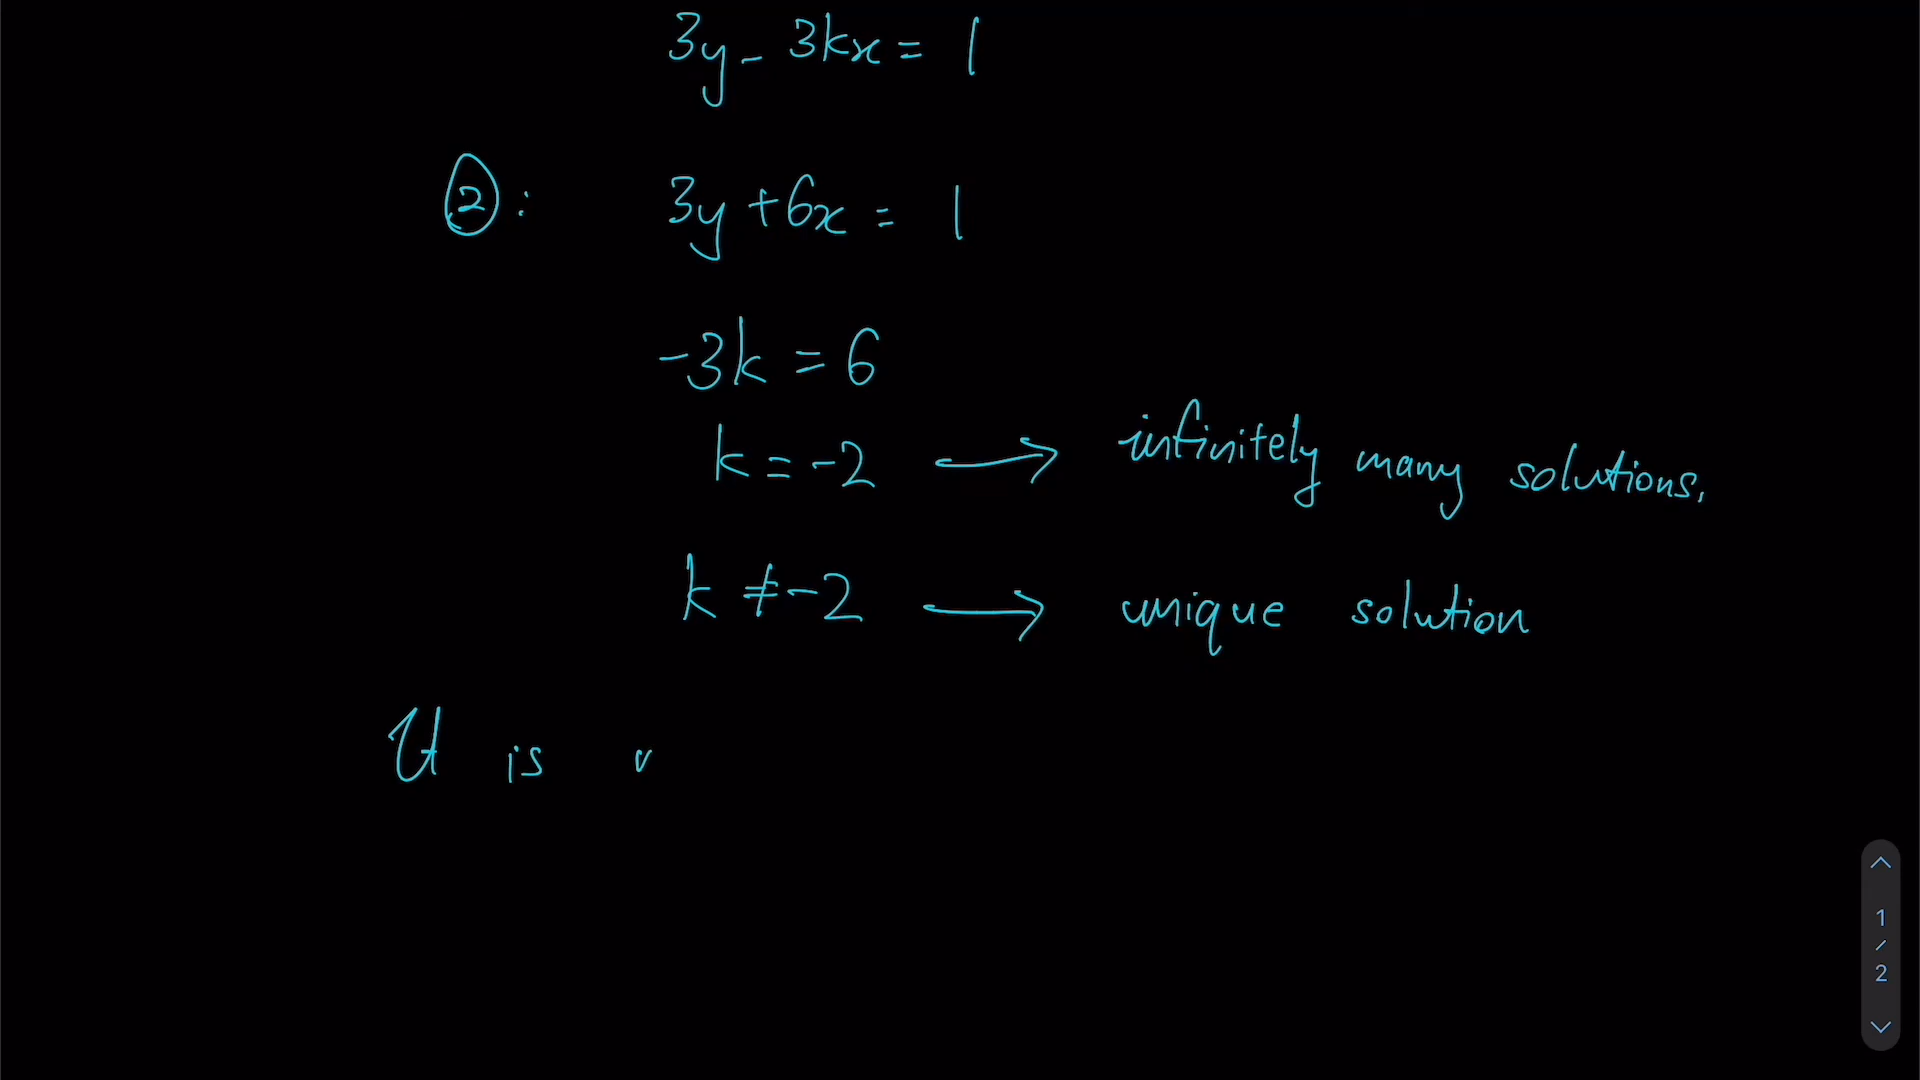 3y - 3kx = 1
② : 3y + 6x = 1
-3k = 6
k = -2 → infinitely many solutions.
k ≠ -2 → unique solution
is
1
/
2